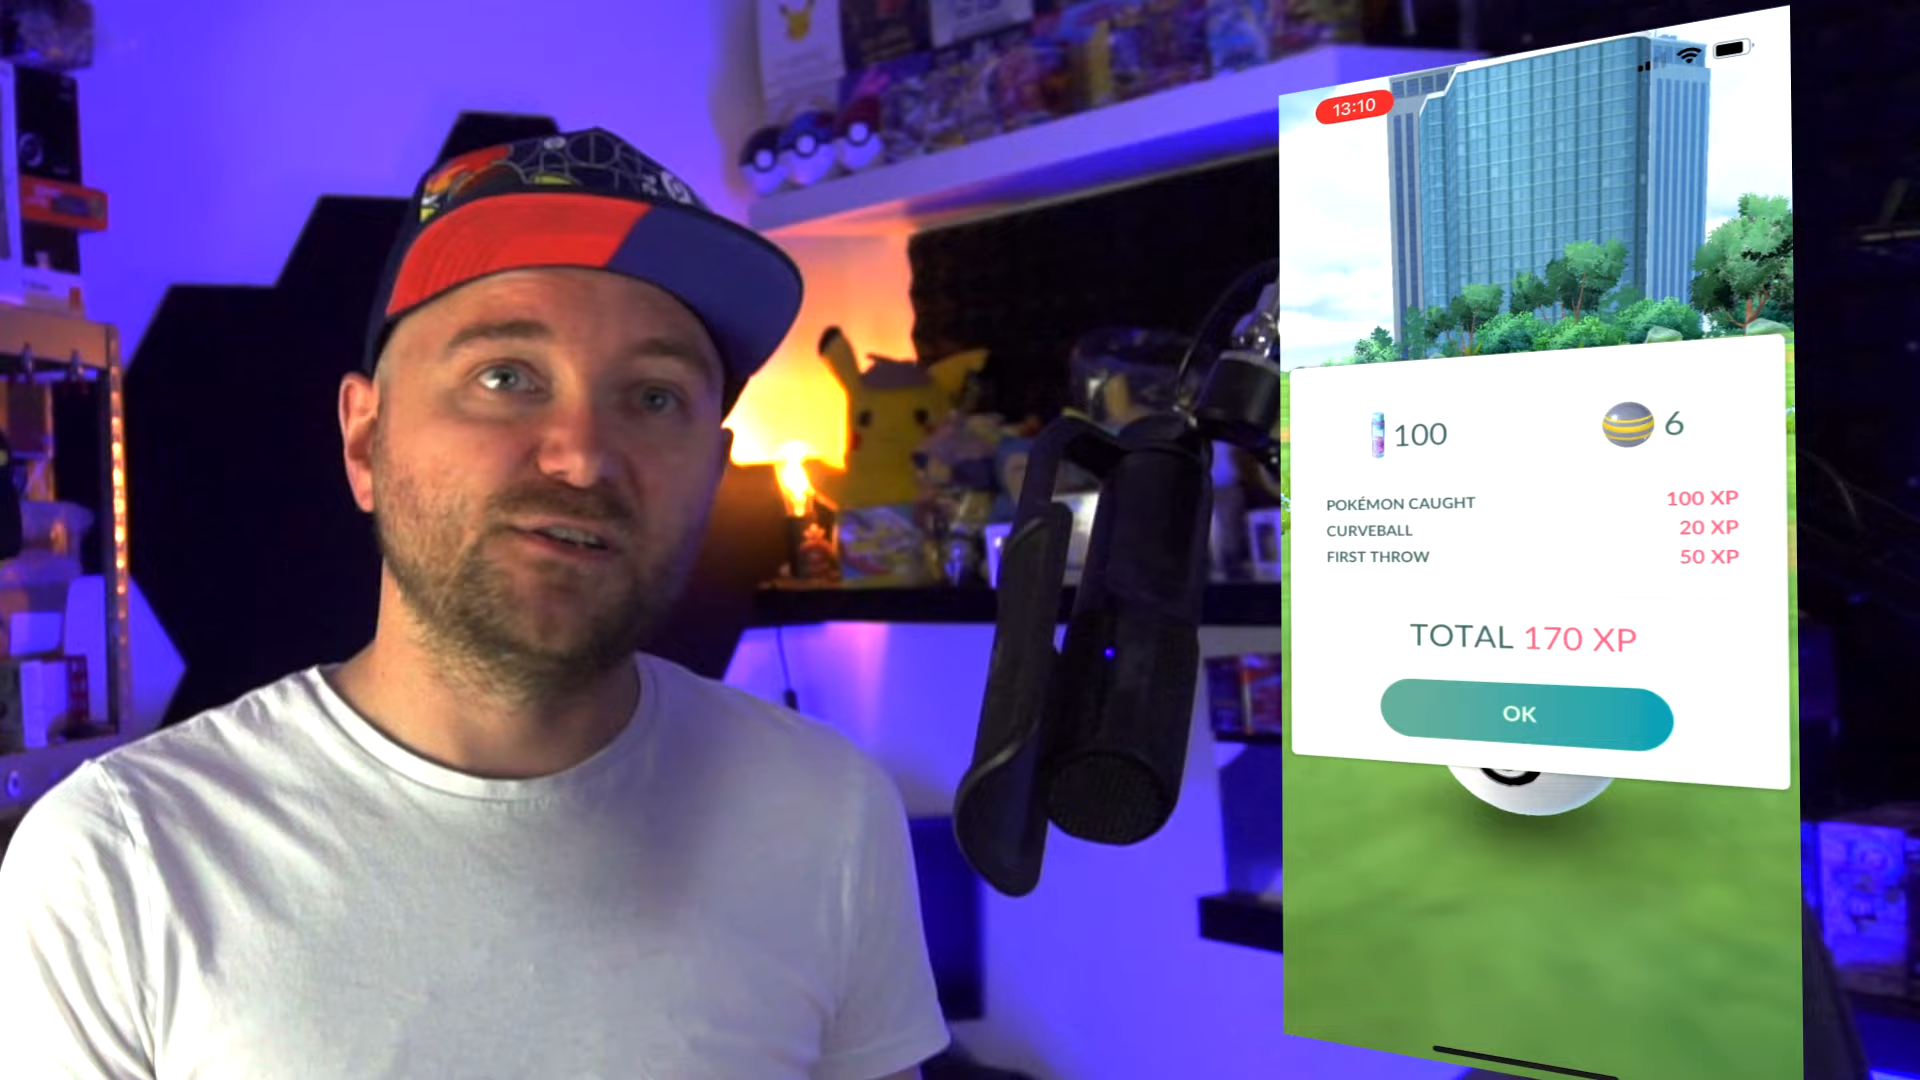 13:10
100
6
POKÉMON CAUGHT 100 XP
CURVEBALL 20 XP
FIRST THROW 50 XP
TOTAL 170 XP
OK